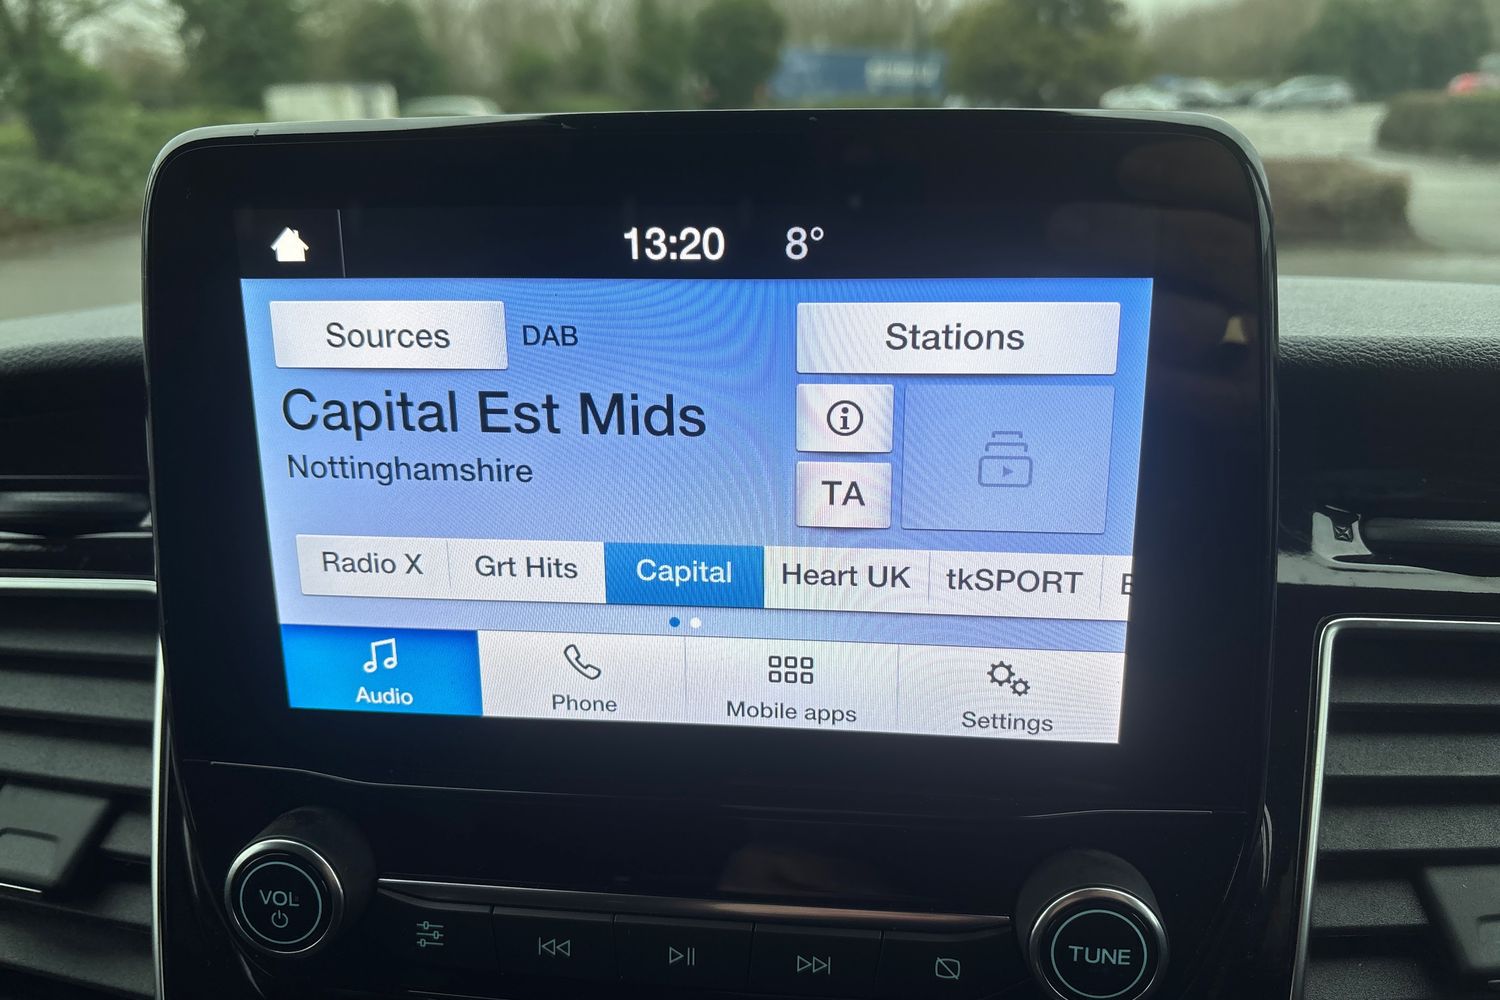 13:20 8°
Sources DAB Stations
Capital Est Mids
Nottinghamshire
TA
Radio X Grt Hits Capital Heart UK tkSPORT
Audio Phone Mobile apps Settings
VOL TUNE